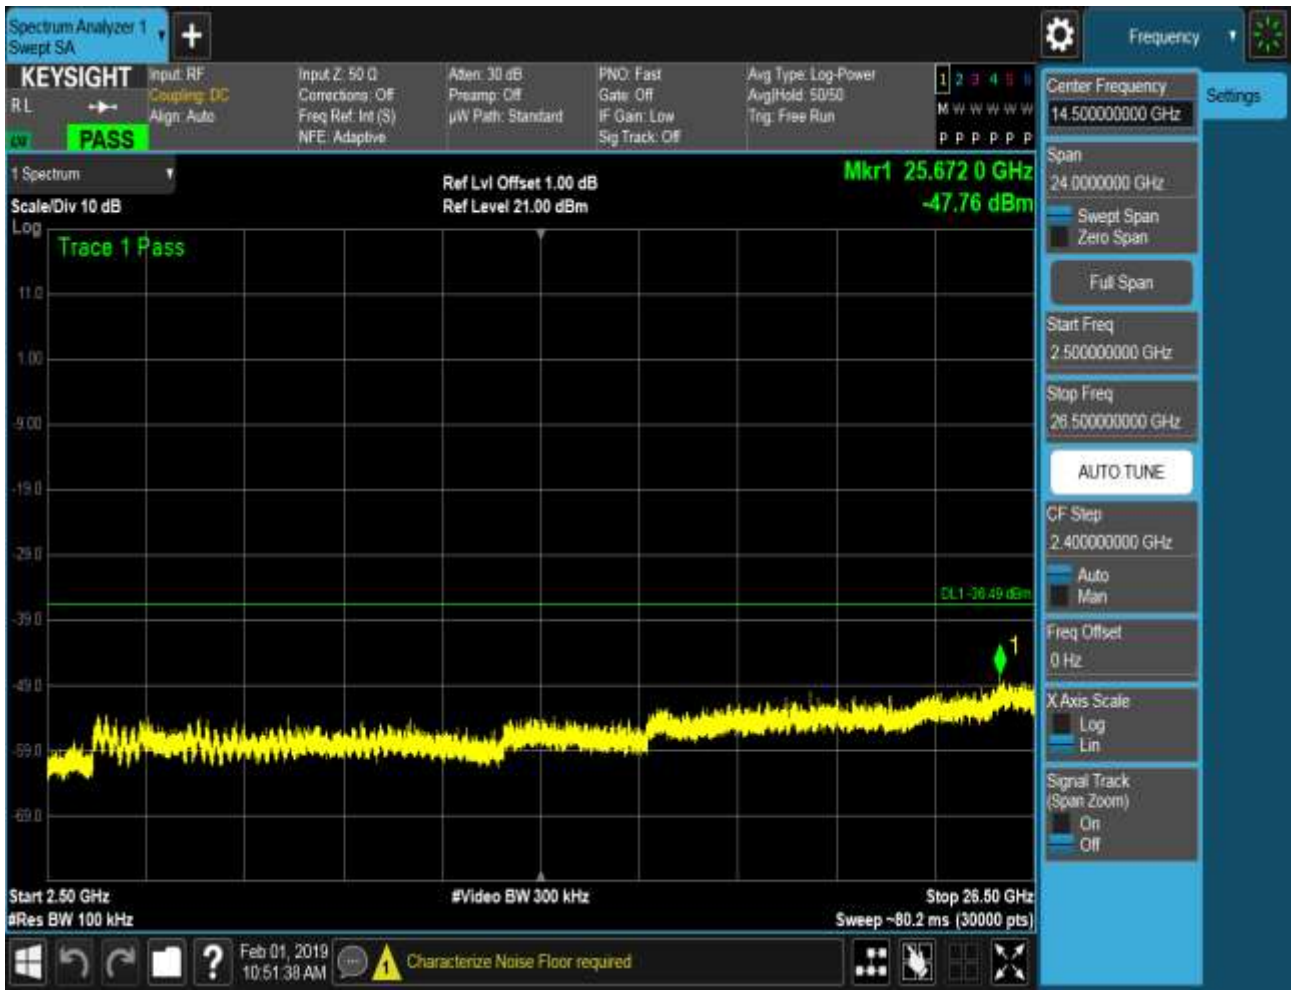 Spectrum Analyzer 1
Swept SA
+
Frequency
KEYSIGHT
R L
PASS
Input: RF
Coupling: DC
Align: Auto
Input Z: 50 Ω
Corrections: Off
Freq Ref: Int (S)
NFE: Adaptive
Atten: 30 dB
Preamp: Off
µW Path: Standard
PNO: Fast
Gate: Off
IF Gain: Low
Sig Track: Off
Avg Type: Log-Power
Avg|Hold: 50/50
Trig: Free Run
1 2 3 4 5 6
M W W W W W
P P P P P P
1 Spectrum
Scale/Div 10 dB
Log
Ref Lvl Offset 1.00 dB
Ref Level 21.00 dBm
Mkr1 25.672 0 GHz
-47.76 dBm
Trace 1 Pass
11.0
1.00
-9.00
-19.0
-29.0
-39.0
-49.0
-59.0
-69.0
DL1 -36.49 dBm
1
Start 2.50 GHz
#Res BW 100 kHz
#Video BW 300 kHz
Stop 26.50 GHz
Sweep ~80.2 ms (30000 pts)
Center Frequency
14.500000000 GHz
Settings
Span
24.0000000 GHz
Swept Span
Zero Span
Full Span
Start Freq
2.500000000 GHz
Stop Freq
26.500000000 GHz
AUTO TUNE
CF Step
2.400000000 GHz
Auto
Man
Freq Offset
0 Hz
X Axis Scale
Log
Lin
Signal Track
(Span Zoom)
On
Off
?
Feb 01, 2019
10:51:38 AM
1
Characterize Noise Floor required